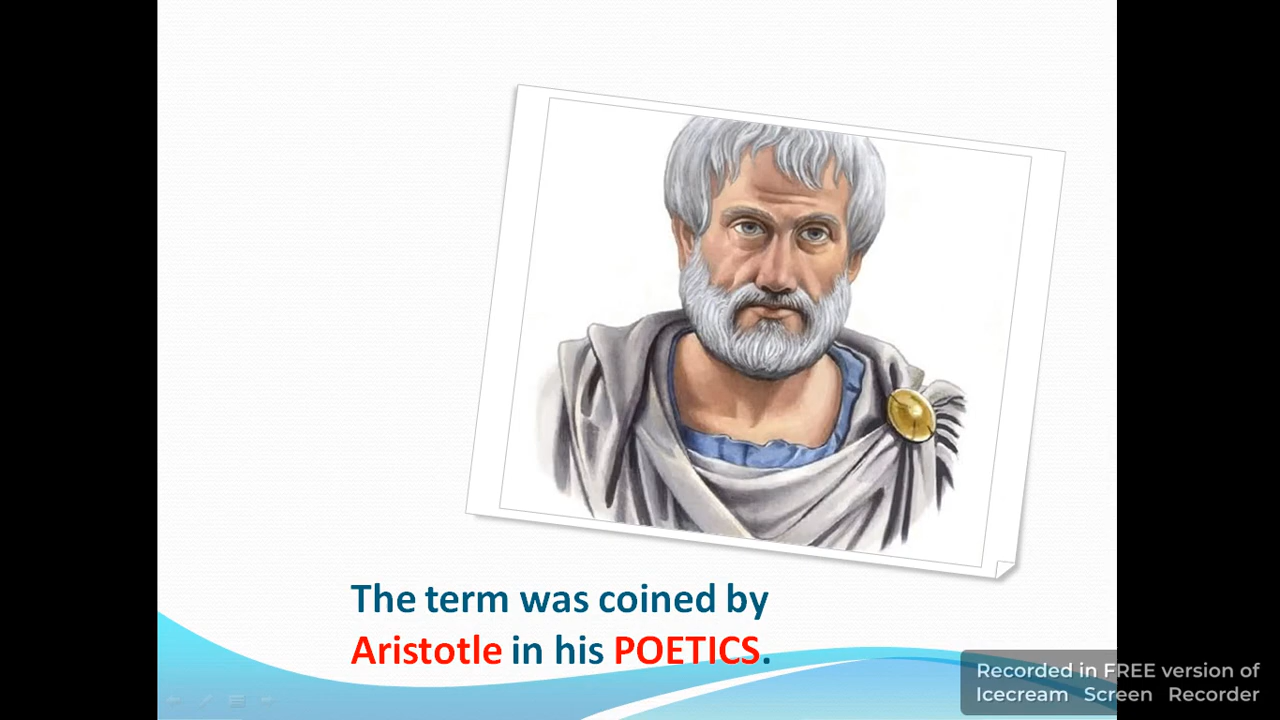 The term was coined by
Aristotle in his POETICS.
Recorded in FREE version of
Icecream Screen Recorder